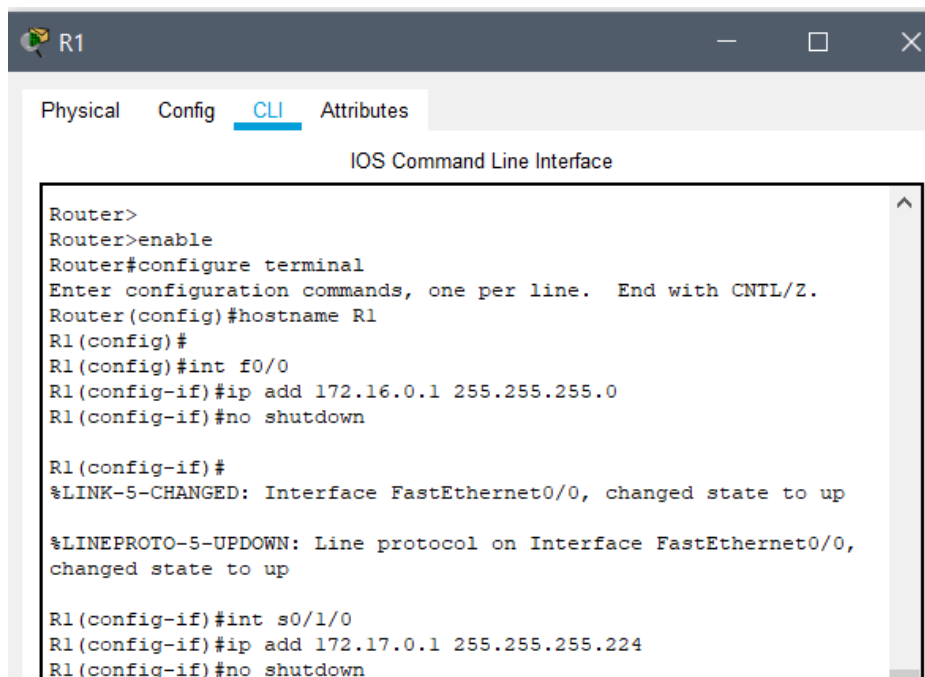 R1
Physical Config CLI Attributes
IOS Command Line Interface
Router>
Router>enable
Router#configure terminal
Enter configuration commands, one per line.  End with CNTL/Z.
Router(config)#hostname R1
R1(config)#
R1(config)#int f0/0
R1(config-if)#ip add 172.16.0.1 255.255.255.0
R1(config-if)#no shutdown
R1(config-if)#
%LINK-5-CHANGED: Interface FastEthernet0/0, changed state to up
%LINEPROTO-5-UPDOWN: Line protocol on Interface FastEthernet0/0,
changed state to up
R1(config-if)#int s0/1/0
R1(config-if)#ip add 172.17.0.1 255.255.255.224
R1(config-if)#no shutdown